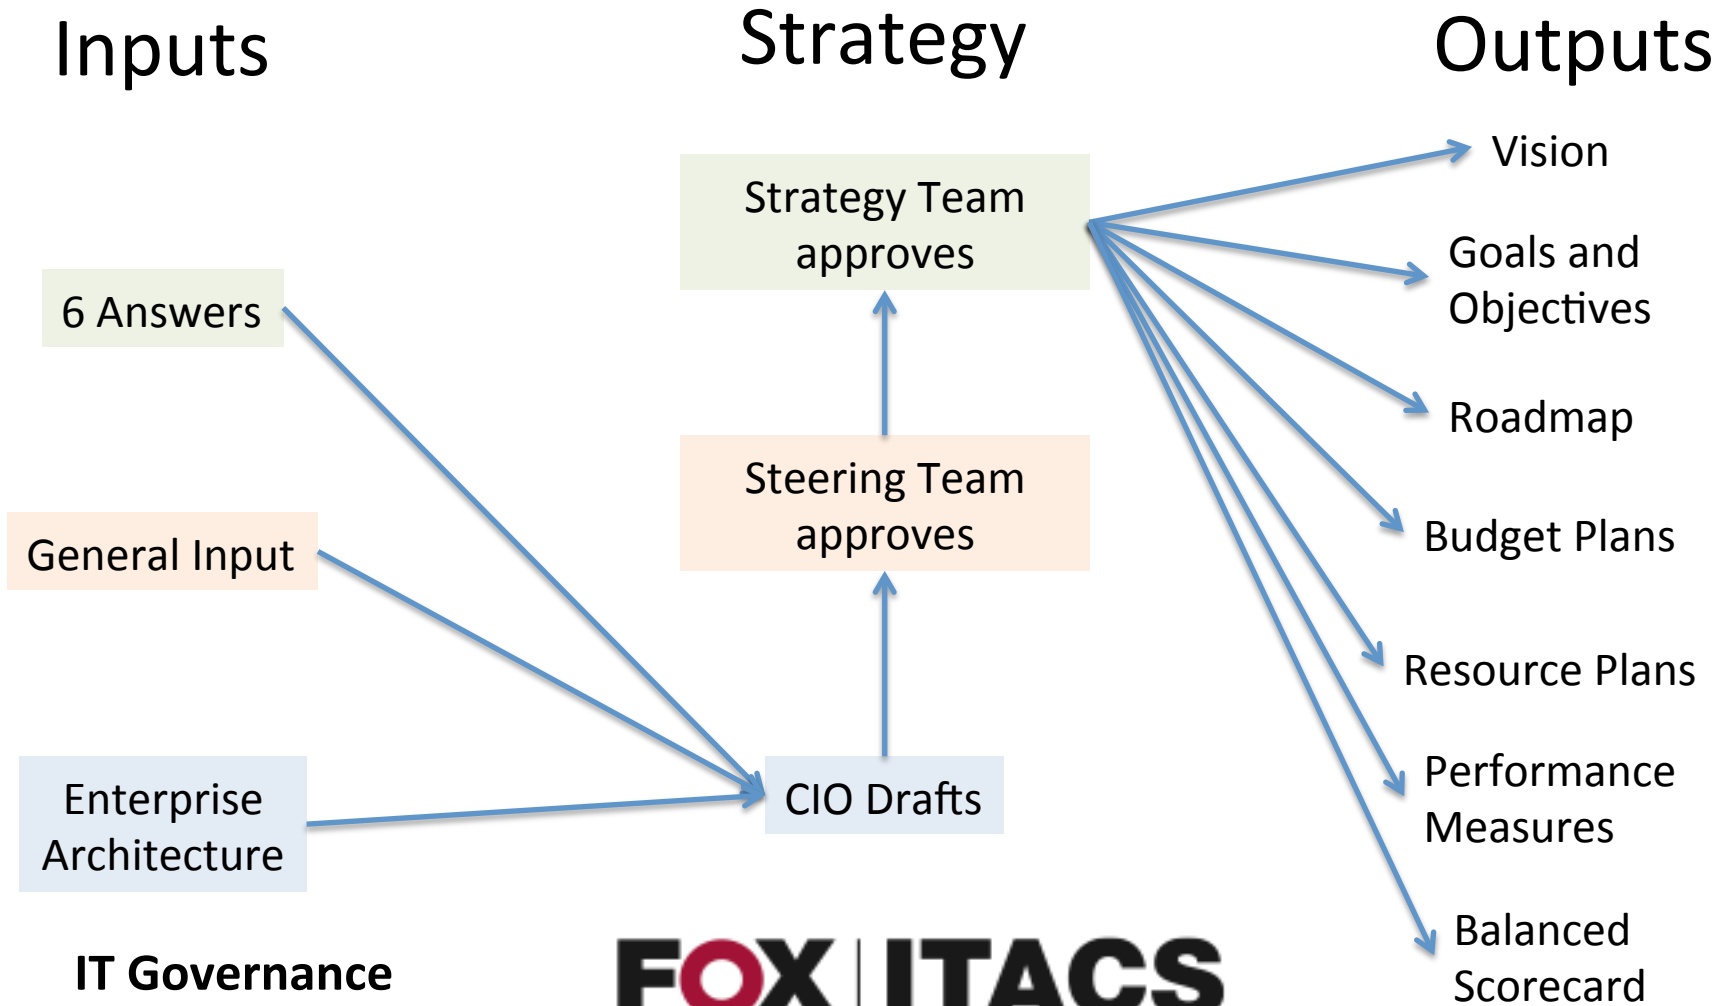 Inputs
Strategy
Outputs
6 Answers
General Input
Enterprise
Architecture
Strategy Team
approves
Steering Team
approves
CIO Drafts
Vision
Goals and
Objectives
Roadmap
Budget Plans
Resource Plans
Performance
Measures
Balanced
Scorecard
IT Governance
FOX | ITACS